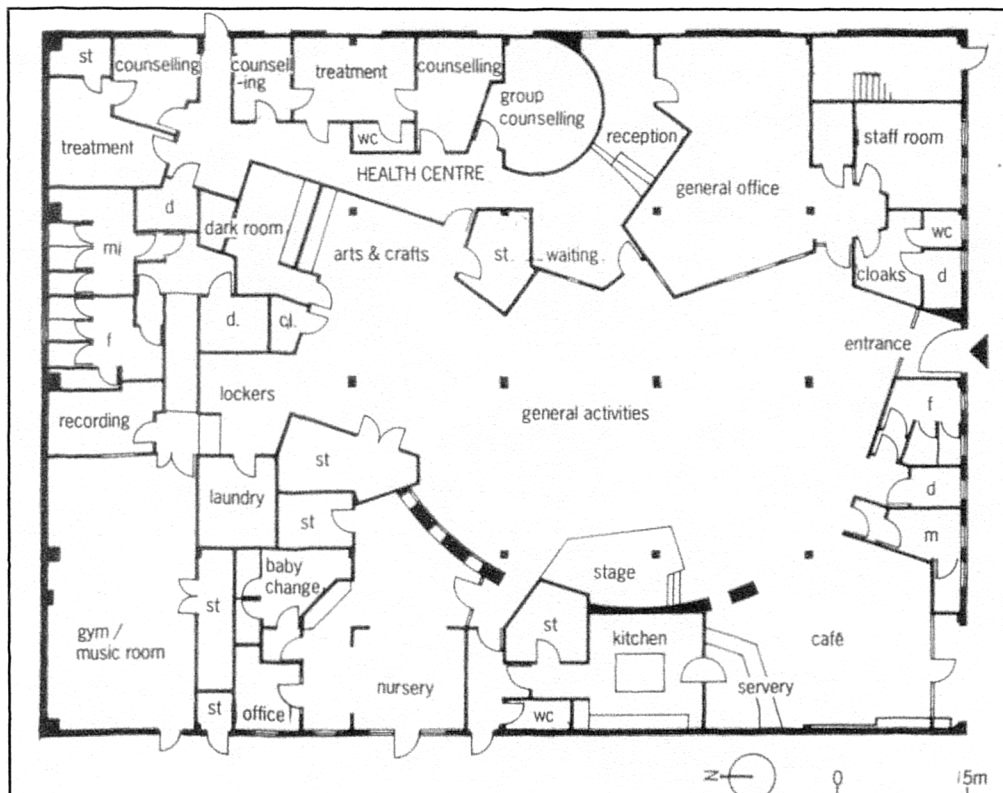 st
counselling
counsell
-ing
treatment
counselling
group
counselling
reception
general office
staff room
wc
treatment
HEALTH CENTRE
d
dark room
arts & crafts
st.
waiting
wc
cloaks
d
m
f
d.
cl.
entrance
lockers
general activities
f
recording
st
laundry
st
d
m
baby
change
st
stage
gym /
music room
st
kitchen
café
nursery
servery
st
office
wc
N
0
15m